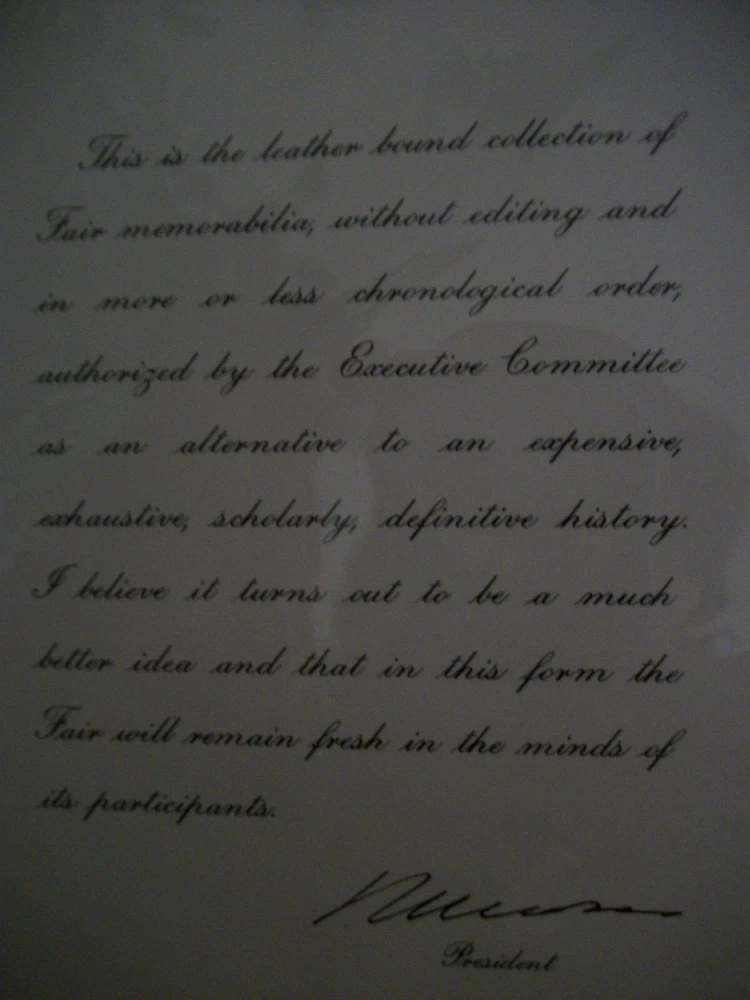 This is the leather bound collection of
Fair memorabilia, without editing and
in more or less chronological order,
authorized by the Executive Committee
as an alternative to an expensive,
exhaustive, scholarly, definitive history.
I believe it turns out to be a much
better idea and that in this form the
Fair will remain fresh in the minds of
its participants.
President